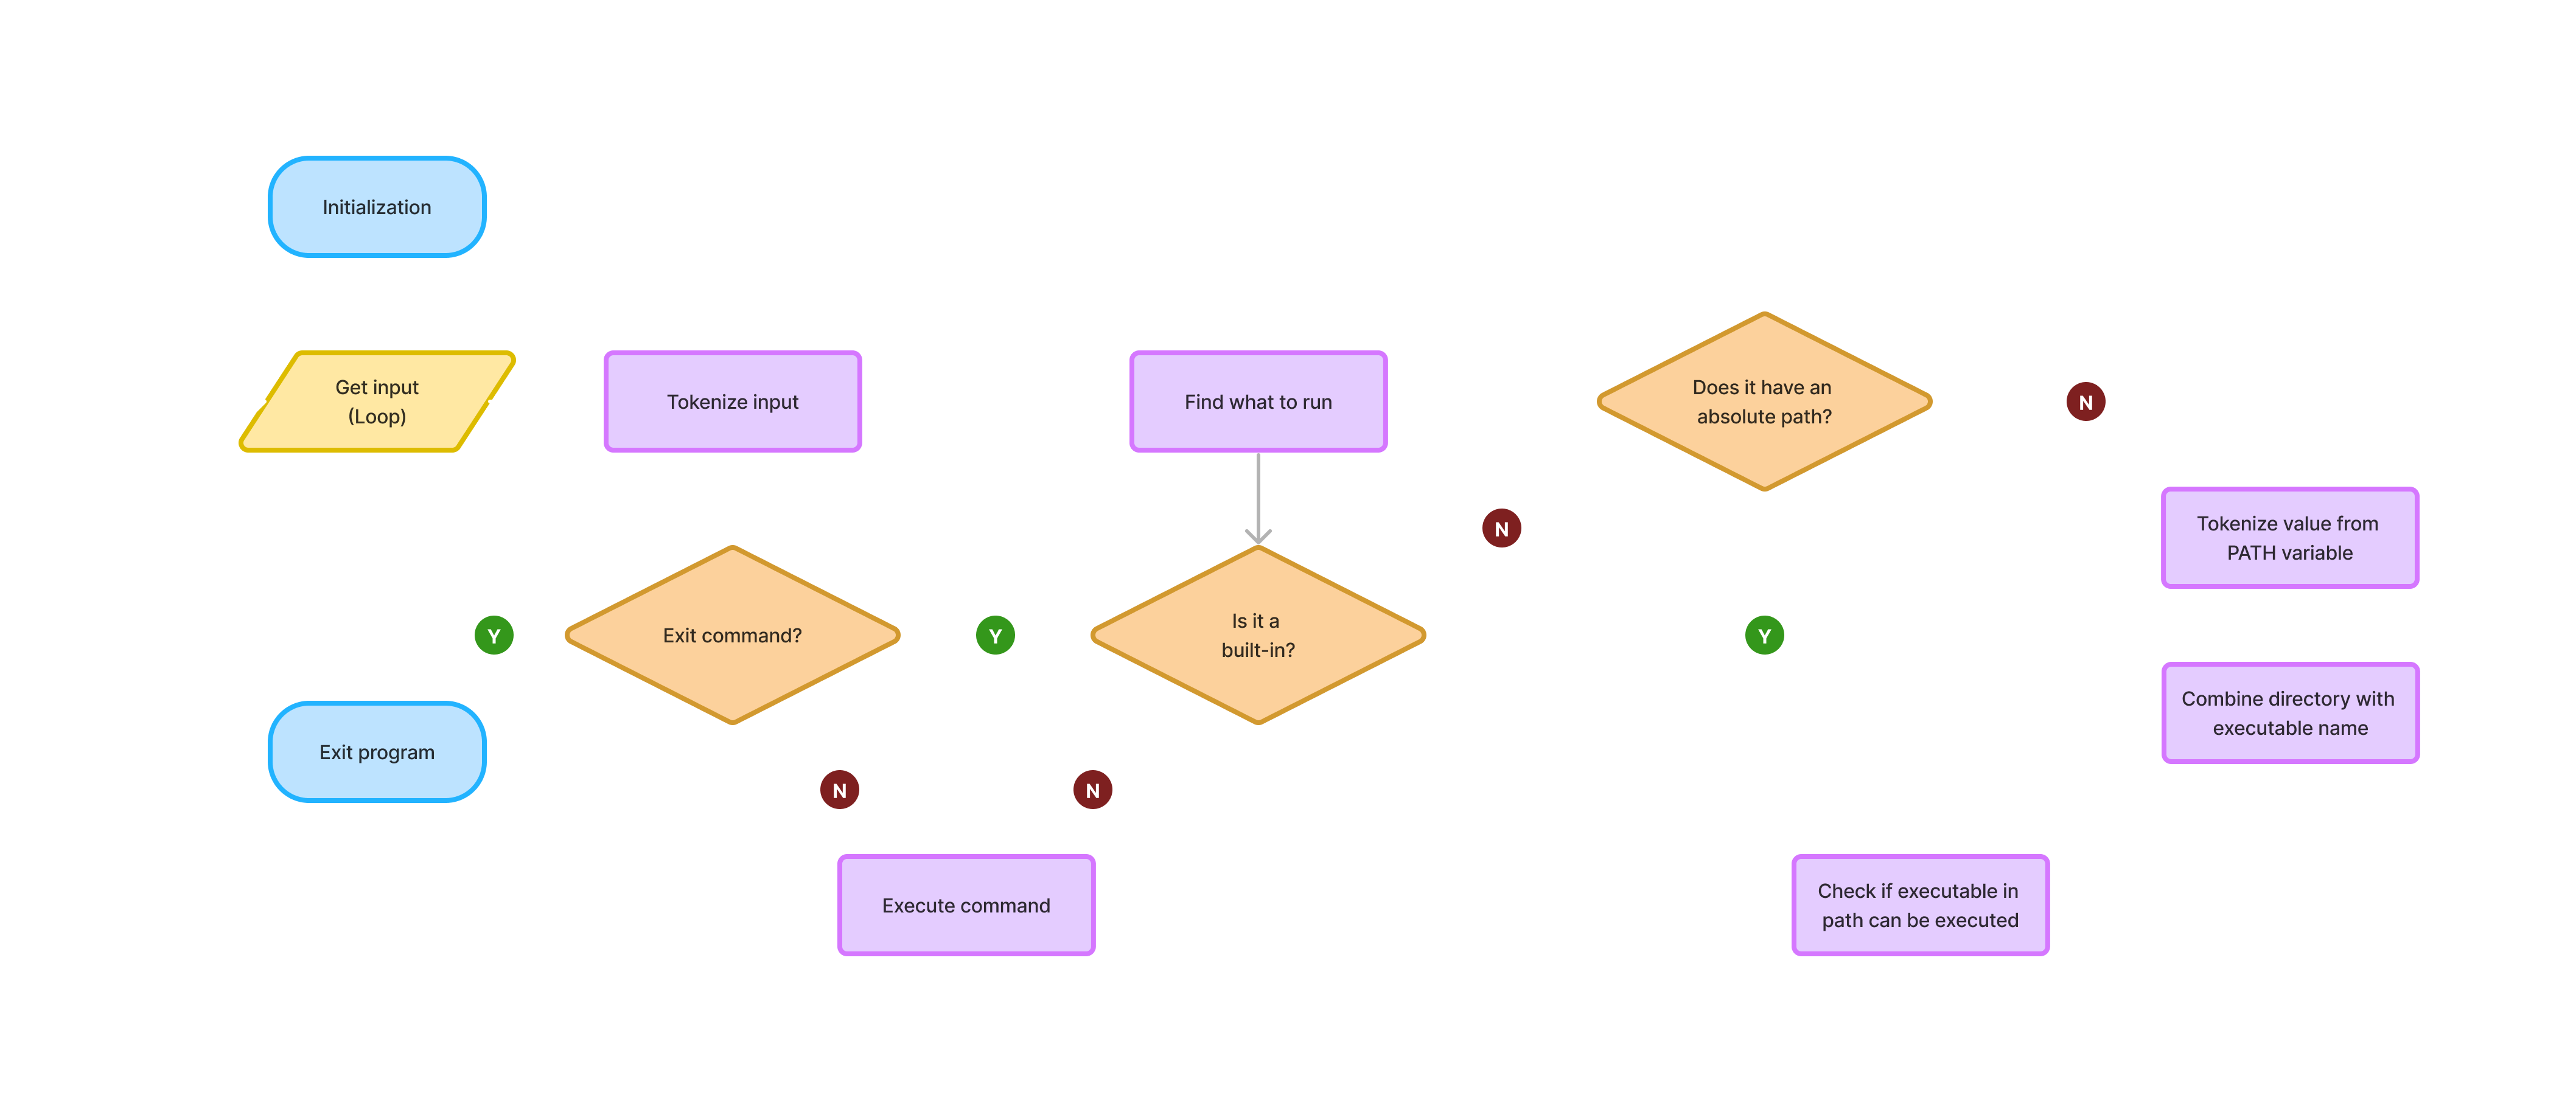 Initialization
Get input
(Loop)
Tokenize input
Find what to run
Does it have an
absolute path?
N
N
Tokenize value from
PATH variable
Y
Exit command?
Y
Is it a
built-in?
Y
Combine directory with
executable name
Exit program
N
N
Execute command
Check if executable in
path can be executed